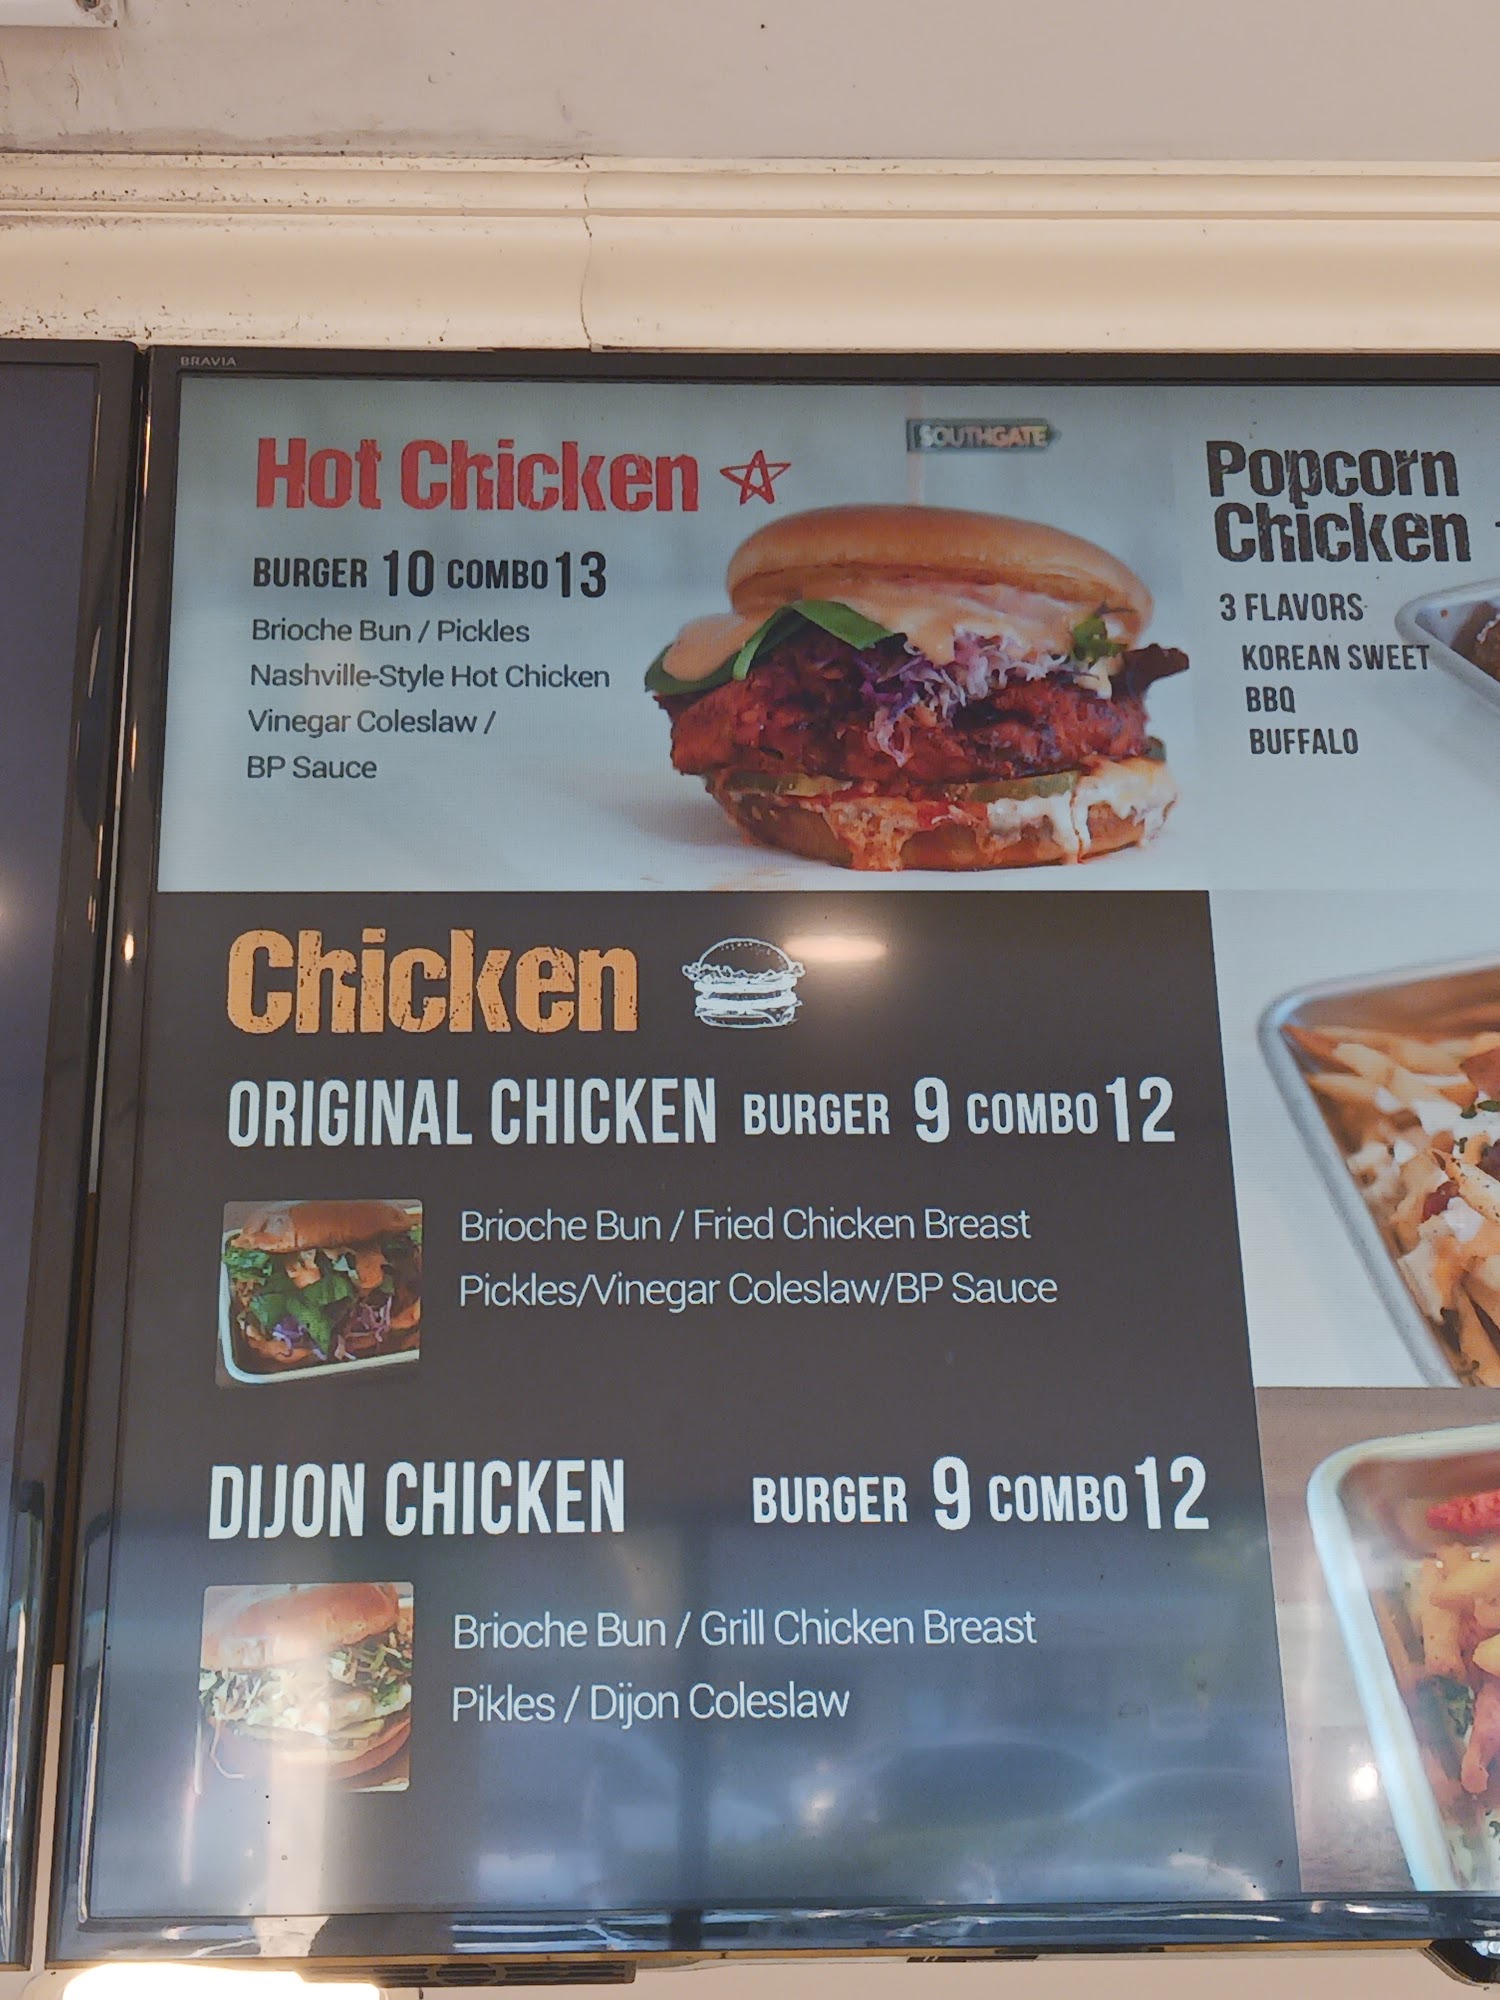 BRAVIA
Hot Chicken
SOUTHGATE
BURGER 10 COMBO 13
Brioche Bun / Pickles
Nashville-Style Hot Chicken
Vinegar Coleslaw /
BP Sauce
Popcorn
Chicken
3 FLAVORS
KOREAN SWEET
BBQ
BUFFALO
Chicken
ORIGINAL CHICKEN BURGER 9 COMBO 12
Brioche Bun / Fried Chicken Breast
Pickles/Vinegar Coleslaw/BP Sauce
DIJON CHICKEN BURGER 9 COMBO 12
Brioche Bun / Grill Chicken Breast
Pikles / Dijon Coleslaw